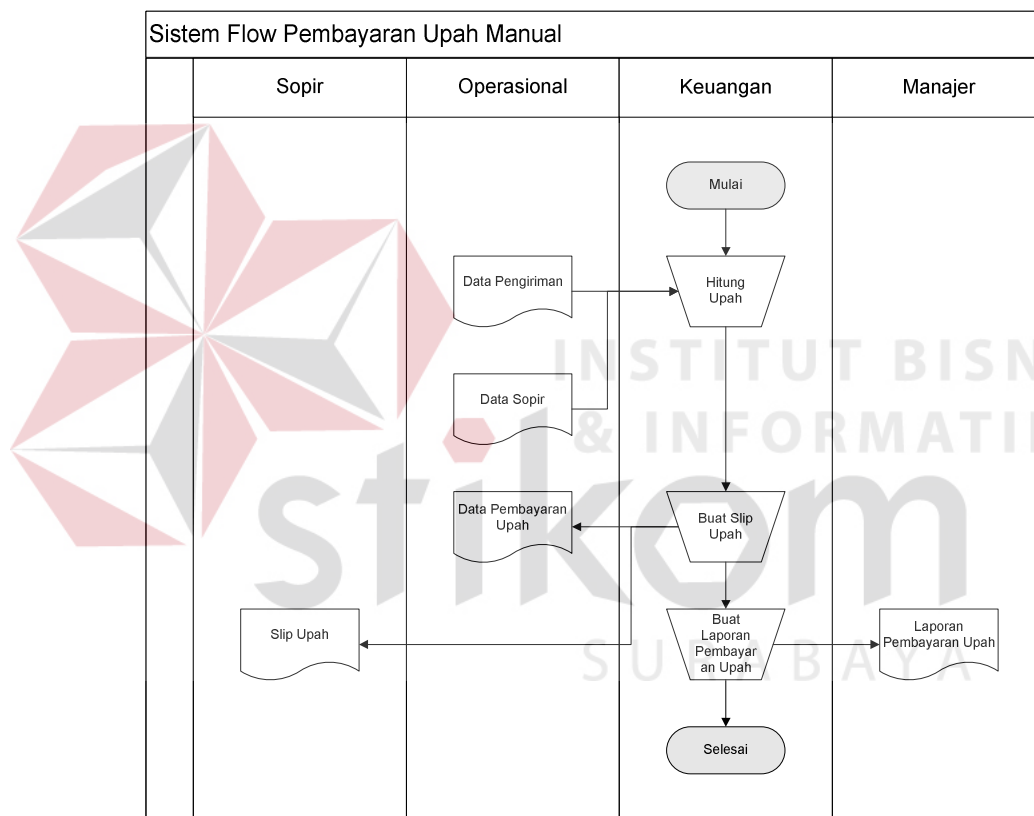 Sistem Flow Pembayaran Upah Manual
Sopir
Operasional
Keuangan
Manajer
Mulai
Data Pengiriman
Hitung
Upah
Data Sopir
Data Pembayaran
Upah
Buat Slip
Upah
Slip Upah
Buat
Laporan
Pembayar
an Upah
Laporan
Pembayaran Upah
Selesai
INSTITUT BISN
& INFORMATI
stikom
SURABAYA